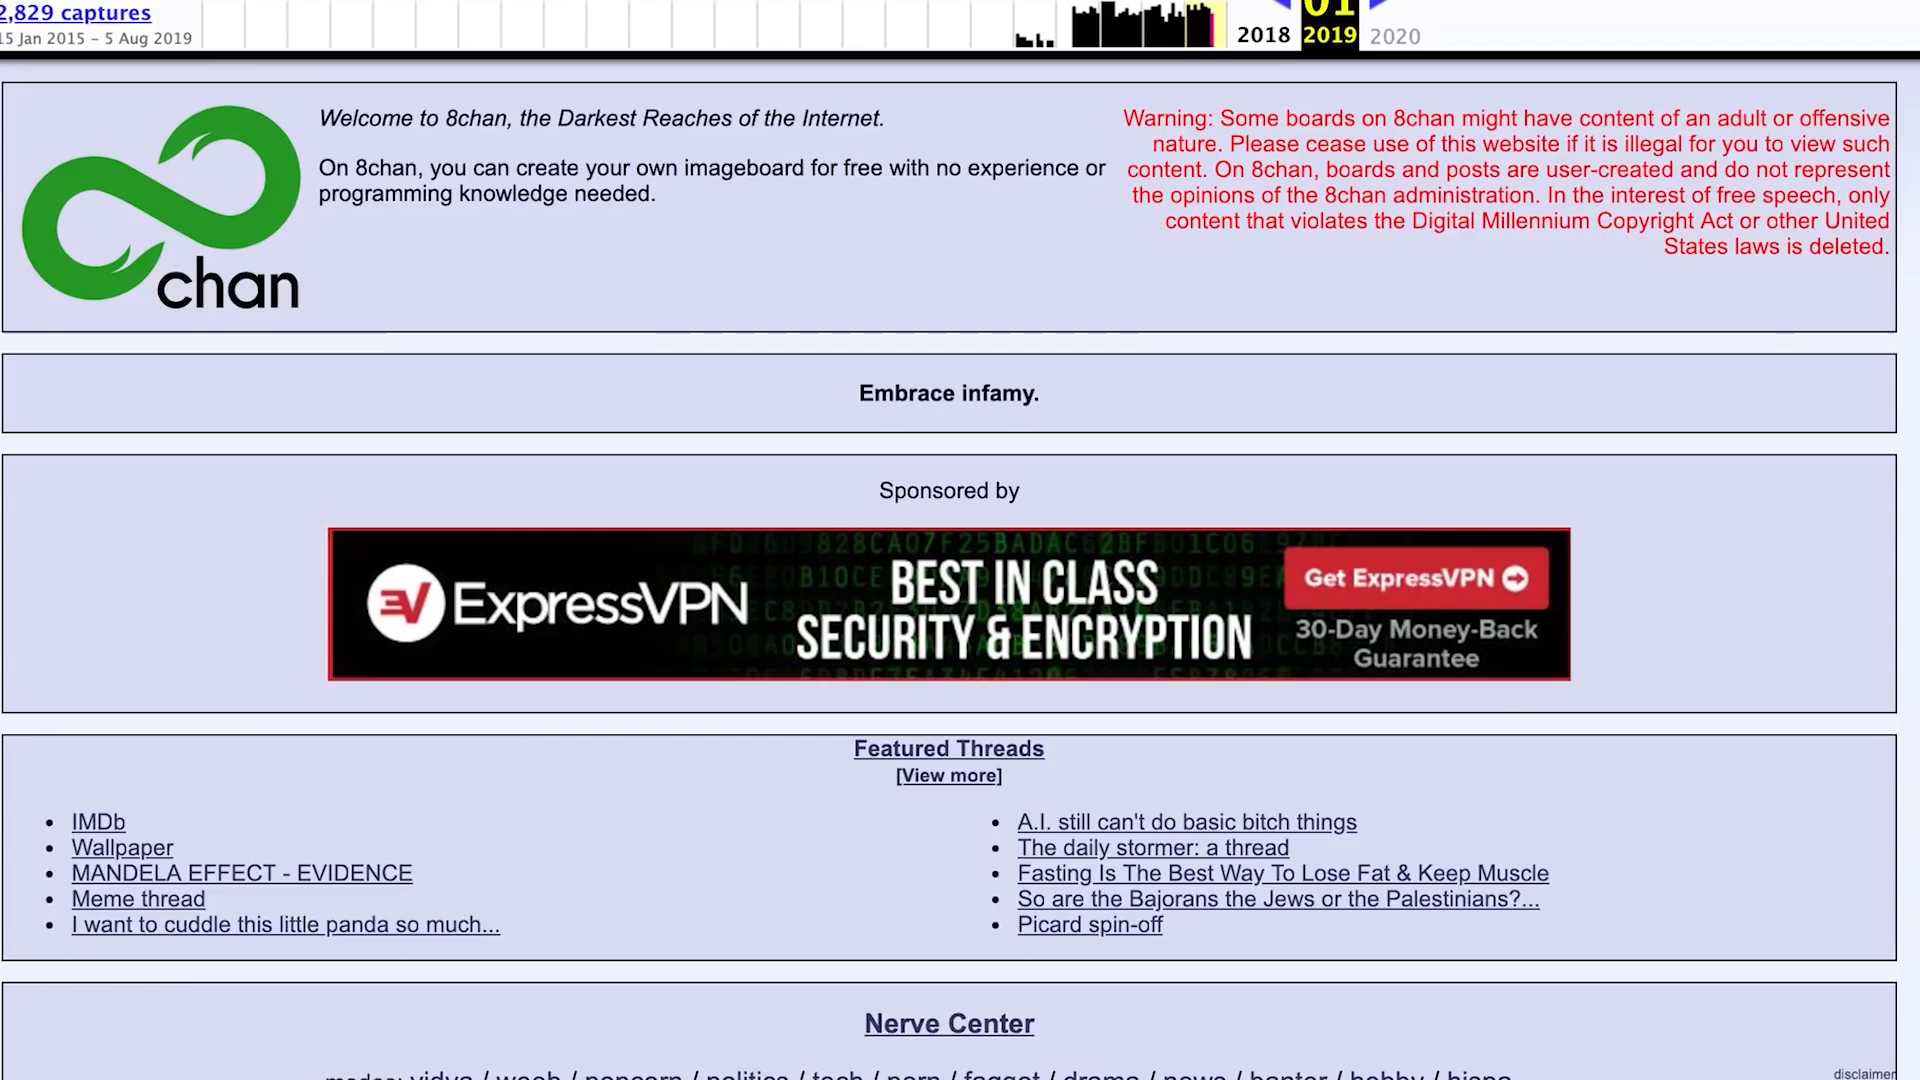 2,829 captures
15 Jan 2015 – 5 Aug 2019
01
2018 2019 2020
chan
Welcome to 8chan, the Darkest Reaches of the Internet.
On 8chan, you can create your own imageboard for free with no experience or
programming knowledge needed.
Warning: Some boards on 8chan might have content of an adult or offensive
nature. Please cease use of this website if it is illegal for you to view such
content. On 8chan, boards and posts are user-created and do not represent
the opinions of the 8chan administration. In the interest of free speech, only
content that violates the Digital Millennium Copyright Act or other United
States laws is deleted.
Embrace infamy.
Sponsored by
EV ExpressVPN
BEST IN CLASS
SECURITY & ENCRYPTION
Get ExpressVPN
30-Day Money-Back
Guarantee
Featured Threads
[View more]
• IMDb
• Wallpaper
• MANDELA EFFECT - EVIDENCE
• Meme thread
• I want to cuddle this little panda so much...
• A.I. still can't do basic bitch things
• The daily stormer: a thread
• Fasting Is The Best Way To Lose Fat & Keep Muscle
• So are the Bajorans the Jews or the Palestinians?...
• Picard spin-off
Nerve Center
disclaimer